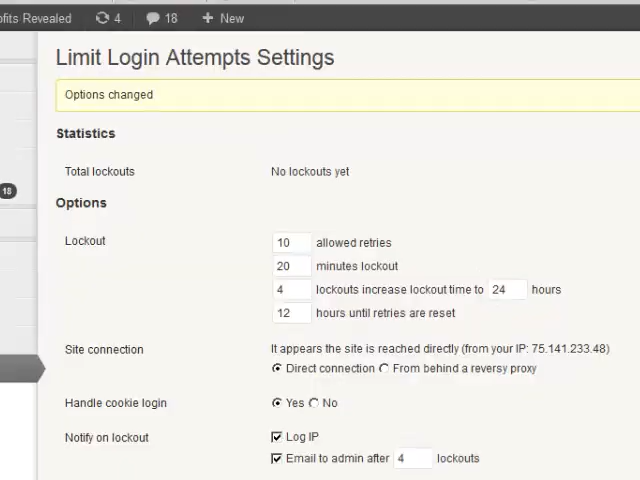 ofits Revealed 4 18 + New
Limit Login Attempts Settings
Options changed
Statistics
Total lockouts No lockouts yet
18
Options
Lockout 10 allowed retries
20 minutes lockout
4 lockouts increase lockout time to 24 hours
12 hours until retries are reset
Site connection It appears the site is reached directly (from your IP: 75.141.233.48)
Direct connection From behind a reversy proxy
Handle cookie login Yes No
Notify on lockout Log IP
Email to admin after 4 lockouts